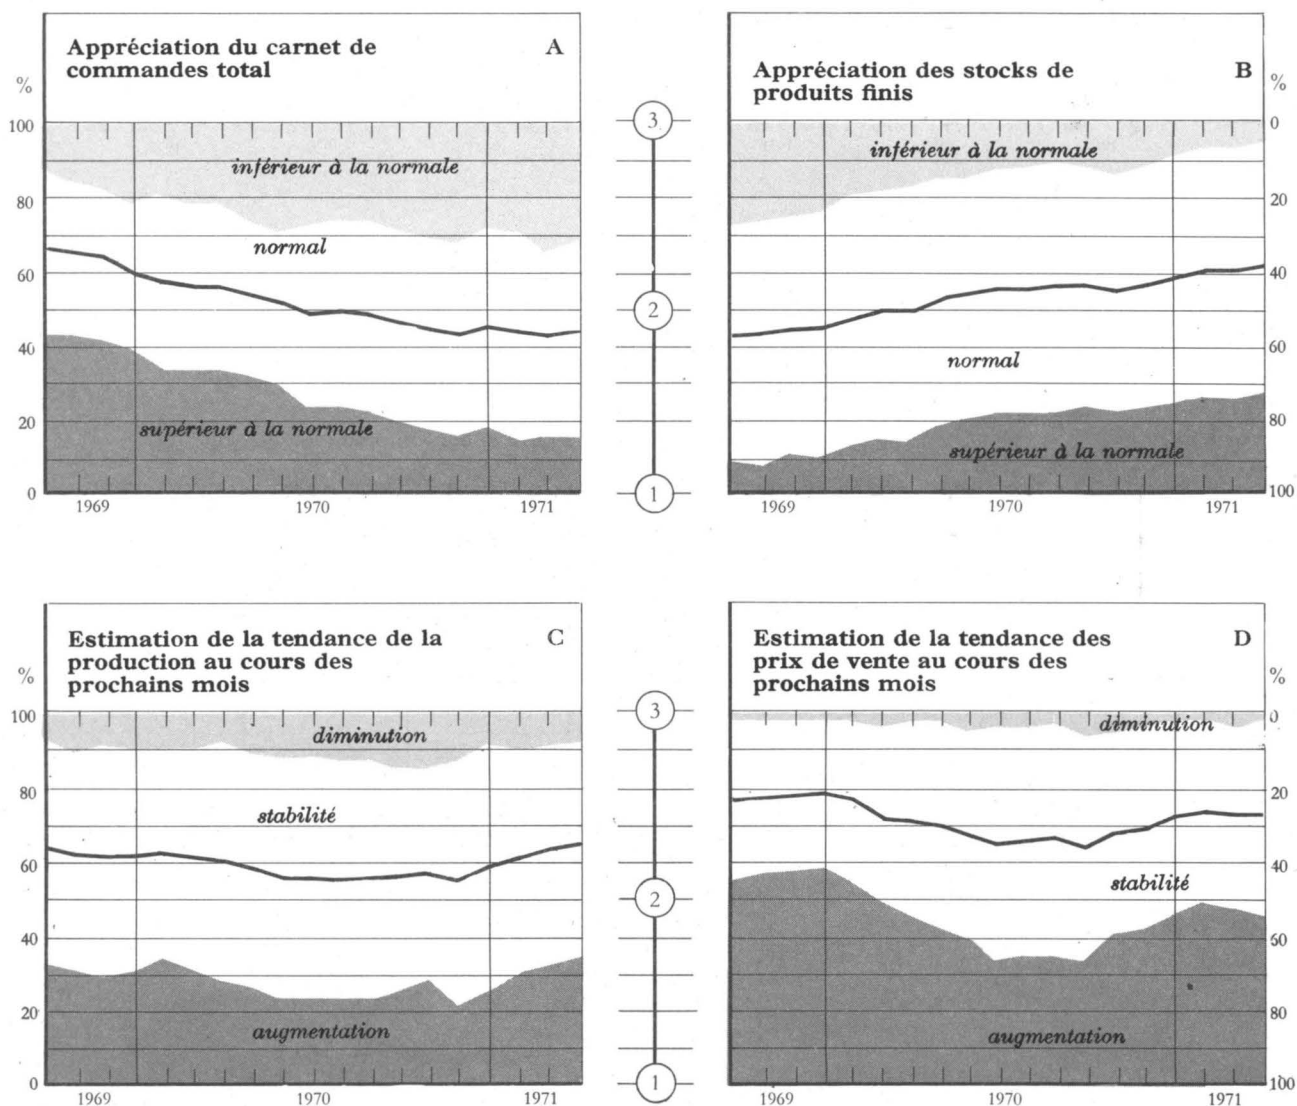 Appréciation du carnet de A
commandes total
%
100
80
60
40
20
0
inférieur à la normale
normal
supérieur à la normale
1969 1970 1971
3
2
1
Appréciation des stocks de B
produits finis
%
0
20
40
60
80
100
inférieur à la normale
normal
supérieur à la normale
1969 1970 1971
Estimation de la tendance de la C
production au cours des
prochains mois
%
100
80
60
40
20
0
diminution
stabilité
augmentation
1969 1970 1971
3
2
1
Estimation de la tendance des D
prix de vente au cours des
prochains mois
%
0
20
40
60
80
100
diminution
stabilité
augmentation
1969 1970 1971